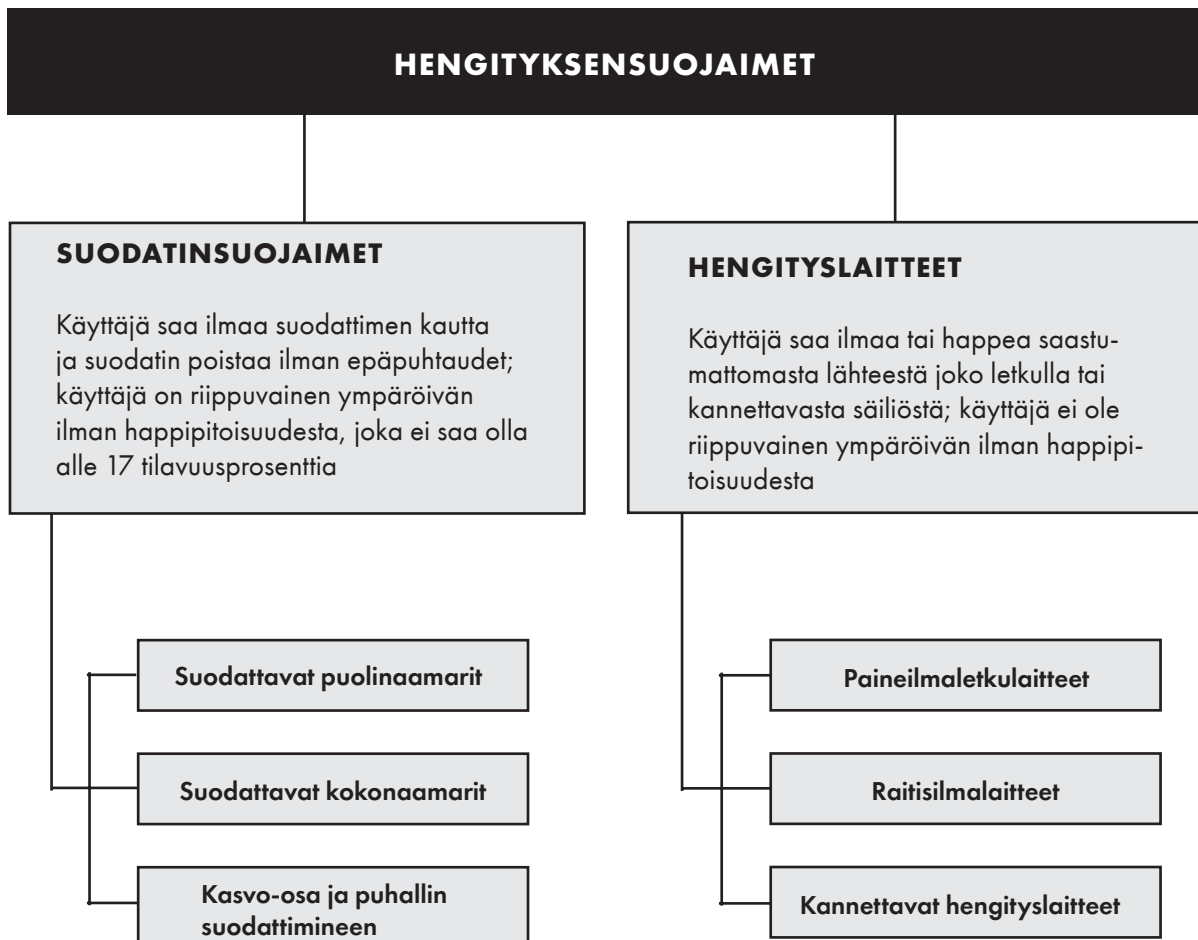 HENGITYKSENSUOJAIMET
SUODATINSUOJAIMET
Käyttäjä saa ilmaa suodattimen kautta
ja suodatin poistaa ilman epäpuhtaudet;
käyttäjä on riippuvainen ympäröivän
ilman happipitoisuudesta, joka ei saa olla
alle 17 tilavuusprosenttia
HENGITYSLAITTEET
Käyttäjä saa ilmaa tai happea saastu-
mattomasta lähteestä joko letkulla tai
kannettavasta säiliöstä; käyttäjä ei ole
riippuvainen ympäröivän ilman happipi-
toisuudesta
Suodattavat puolinaamarit
Suodattavat kokonaamarit
Kasvo-osa ja puhallin
suodattimineen
Paineilmaletkulaitteet
Raitisilmalaitteet
Kannettavat hengityslaitteet